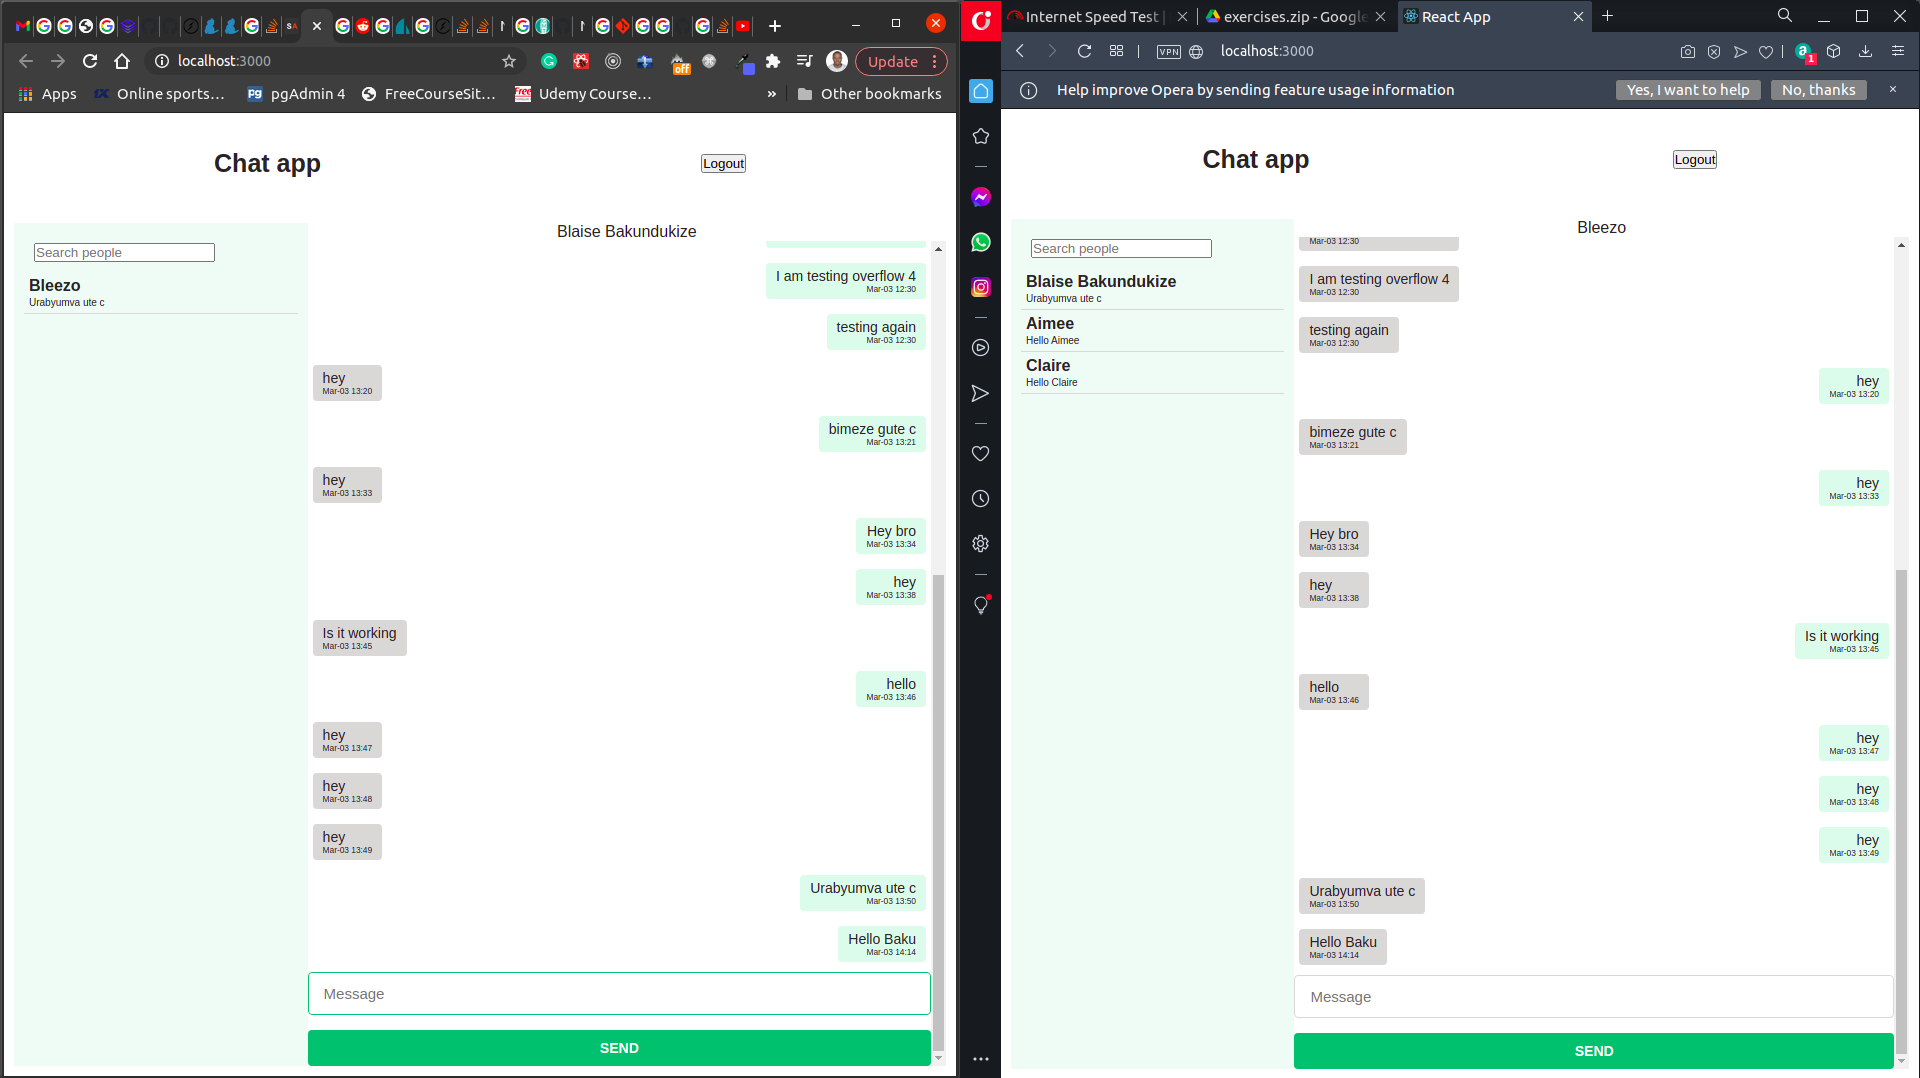 localhost:3000
Update
Apps
Online sports…
pgAdmin 4
FreeCourseSit…
Udemy Course…
»
Other bookmarks
Chat app
Logout
Search people
Bleezo
Urabyumva ute c
Blaise Bakundukize
I am testing overflow 4
Mar-03 12:30
testing again
Mar-03 12:30
hey
Mar-03 13:20
bimeze gute c
Mar-03 13:21
hey
Mar-03 13:33
Hey bro
Mar-03 13:34
hey
Mar-03 13:38
Is it working
Mar-03 13:45
hello
Mar-03 13:46
hey
Mar-03 13:47
hey
Mar-03 13:48
hey
Mar-03 13:49
Urabyumva ute c
Mar-03 13:50
Hello Baku
Mar-03 14:14
Message
SEND
Internet Speed Test |
exercises.zip - Google
React App
VPN
localhost:3000
1
Help improve Opera by sending feature usage information
Yes, I want to help
No, thanks
Chat app
Logout
Search people
Blaise Bakundukize
Urabyumva ute c
Aimee
Hello Aimee
Claire
Hello Claire
Bleezo
Mar-03 12:30
I am testing overflow 4
Mar-03 12:30
testing again
Mar-03 12:30
hey
Mar-03 13:20
bimeze gute c
Mar-03 13:21
hey
Mar-03 13:33
Hey bro
Mar-03 13:34
hey
Mar-03 13:38
Is it working
Mar-03 13:45
hello
Mar-03 13:46
hey
Mar-03 13:47
hey
Mar-03 13:48
hey
Mar-03 13:49
Urabyumva ute c
Mar-03 13:50
Hello Baku
Mar-03 14:14
Message
SEND